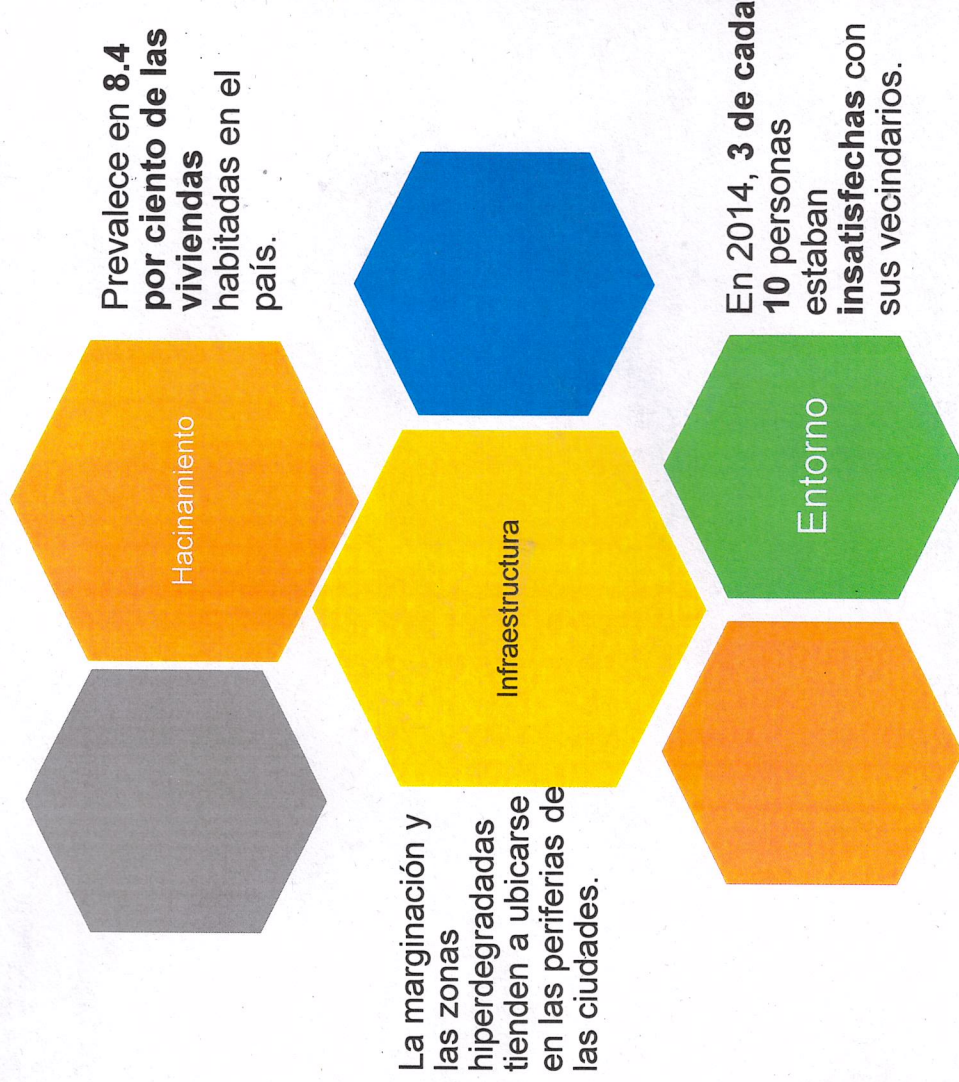 Hacinamiento
Prevalece en 8.4
por ciento de las
viviendas
habitadas en el
país.
La marginación y
las zonas
hiperdegradadas
tienden a ubicarse
en las periferias de
las ciudades.
Infraestructura
Entorno
En 2014, 3 de cada
10 personas
estaban
insatisfechas con
sus vecindarios.